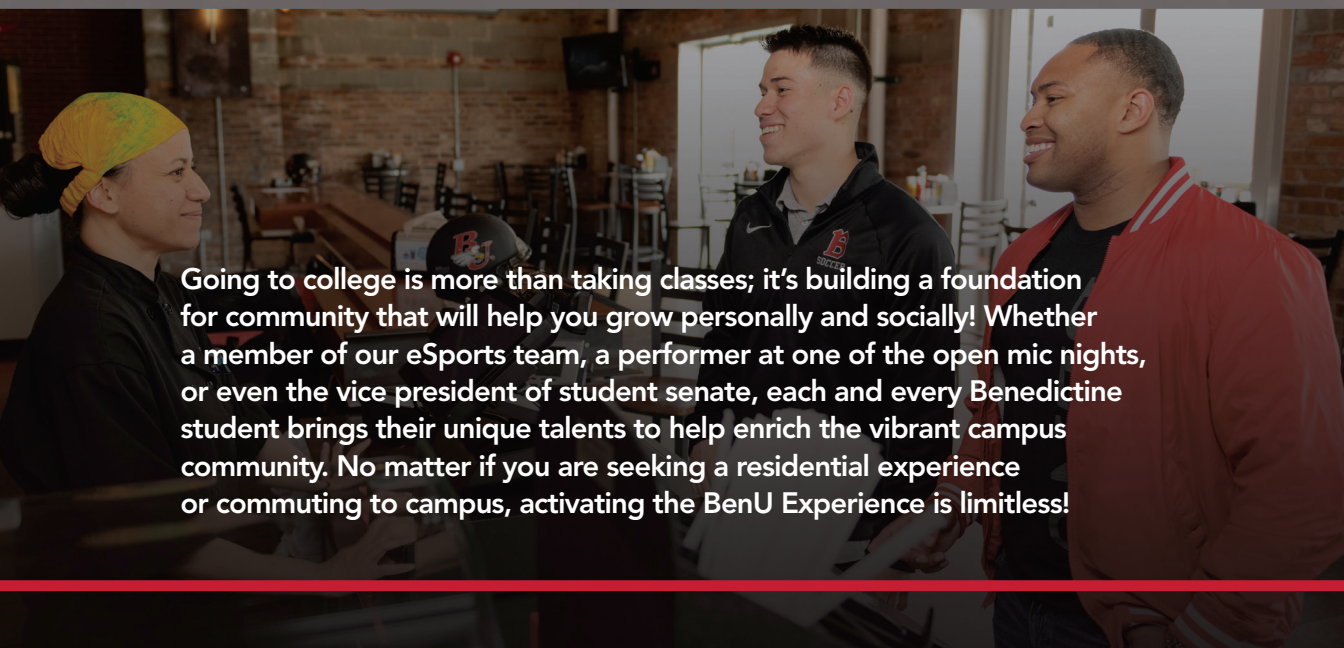 BU
B
SOCCER
Going to college is more than taking classes; it’s building a foundation
for community that will help you grow personally and socially! Whether
a member of our eSports team, a performer at one of the open mic nights,
or even the vice president of student senate, each and every Benedictine
student brings their unique talents to help enrich the vibrant campus
community. No matter if you are seeking a residential experience
or commuting to campus, activating the BenU Experience is limitless!